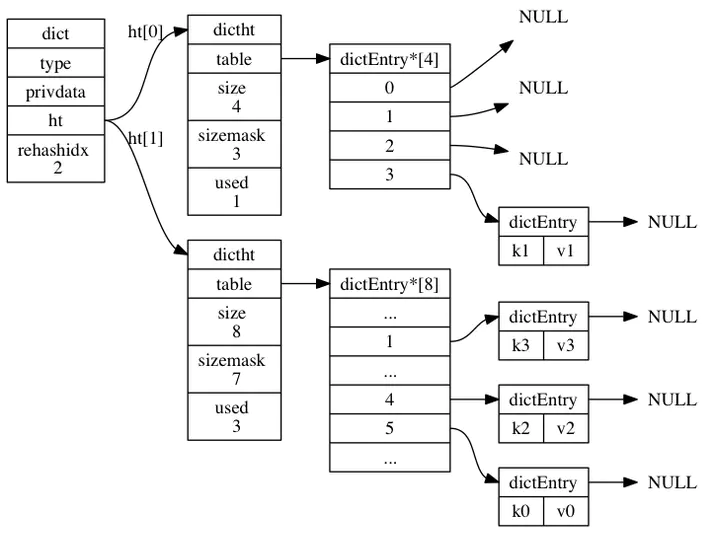 dict
type
privdata
ht
rehashidx
2
ht[0]
ht[1]
dictht
table
size
4
sizemask
3
used
1
dictEntry*[4]
0
1
2
3
NULL
NULL
NULL
dictEntry
k1 v1
NULL
dictht
table
size
8
sizemask
7
used
3
dictEntry*[8]
...
1
...
4
5
...
dictEntry
k3 v3
NULL
dictEntry
k2 v2
NULL
dictEntry
k0 v0
NULL